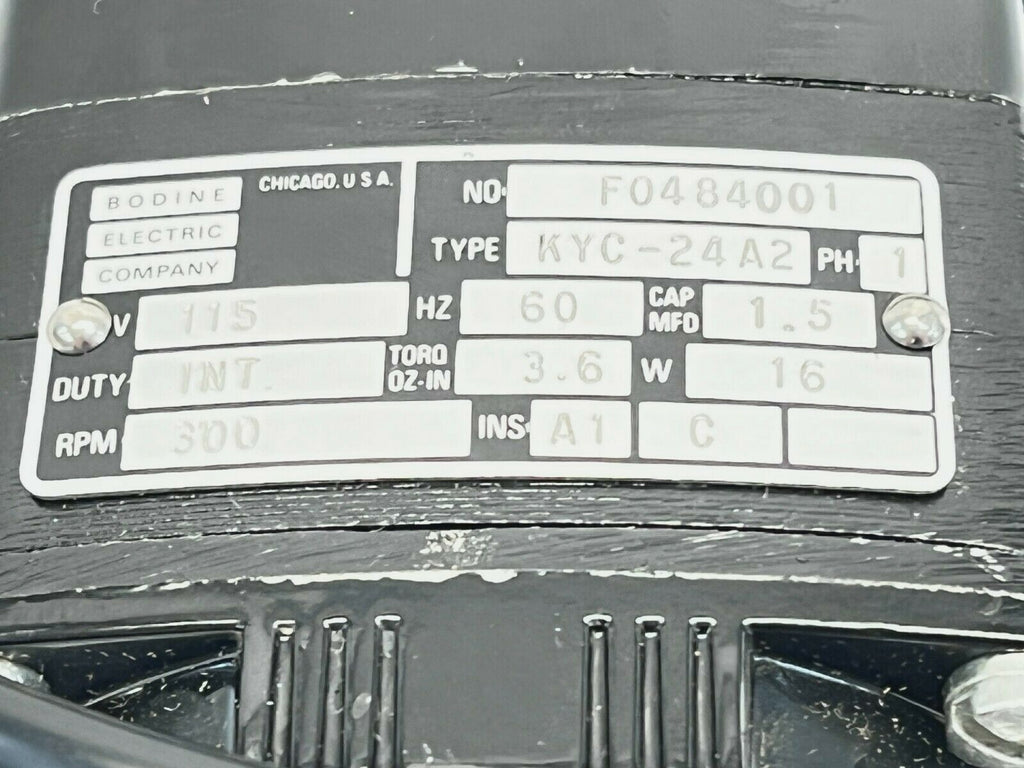 BODINE
ELECTRIC
COMPANY
CHICAGO, U S A.
NO. F0484001
TYPE KYC-24A2 PH. 1
V 115 HZ 60 CAP MFD 1.5
DUTY INT. TORQ OZ-IN 3.6 W 16
RPM 300 INS. A1 C